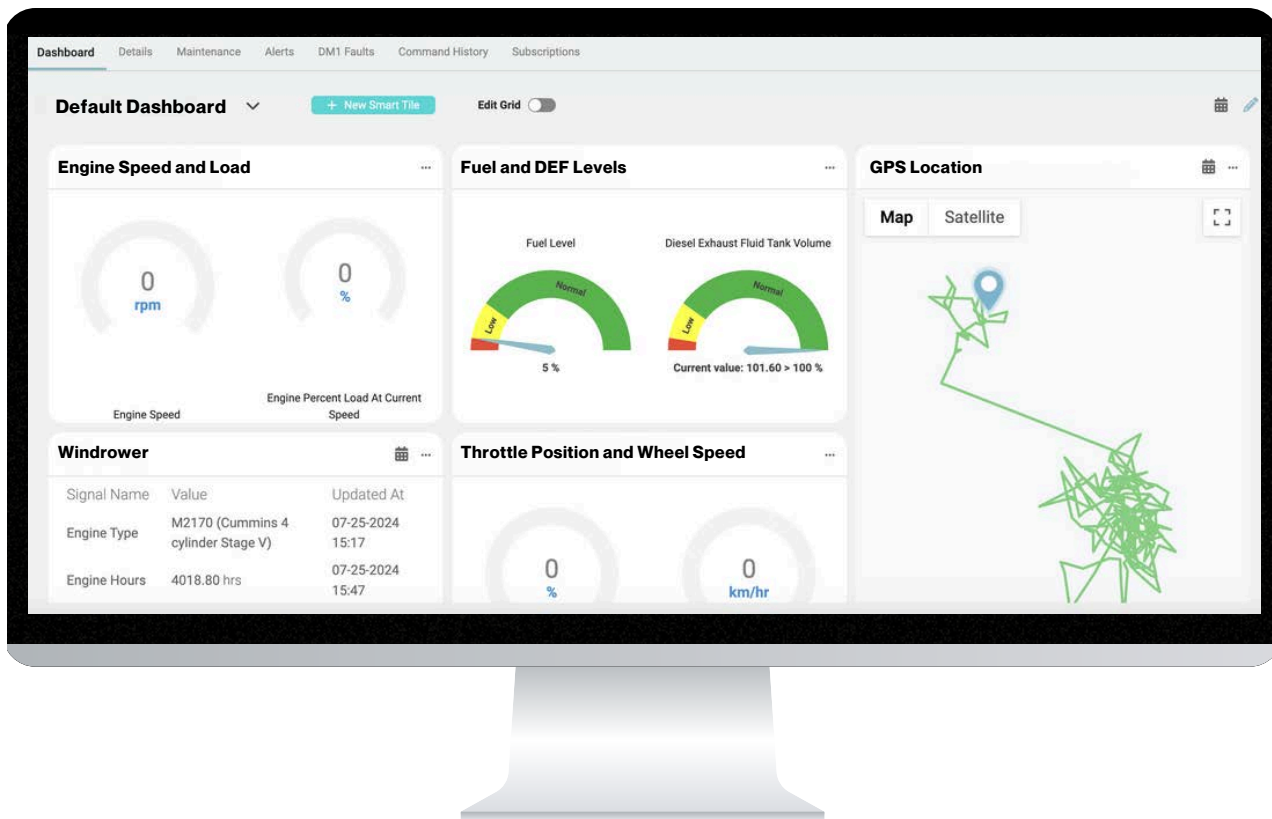 Dashboard Details Maintenance Alerts DM1 Faults Command History Subscriptions
Default Dashboard + New Smart Tile Edit Grid
Engine Speed and Load
0
rpm
0
%
Engine Speed
Engine Percent Load At Current
Speed
Fuel and DEF Levels
Fuel Level
Low
Normal
5 %
Diesel Exhaust Fluid Tank Volume
Low
Normal
Current value: 101.60 > 100 %
GPS Location
Map Satellite
Windrower
Signal Name Value Updated At
Engine Type M2170 (Cummins 4 07-25-2024
cylinder Stage V) 15:17
Engine Hours 4018.80 hrs 07-25-2024
15:47
Throttle Position and Wheel Speed
0
%
0
km/hr